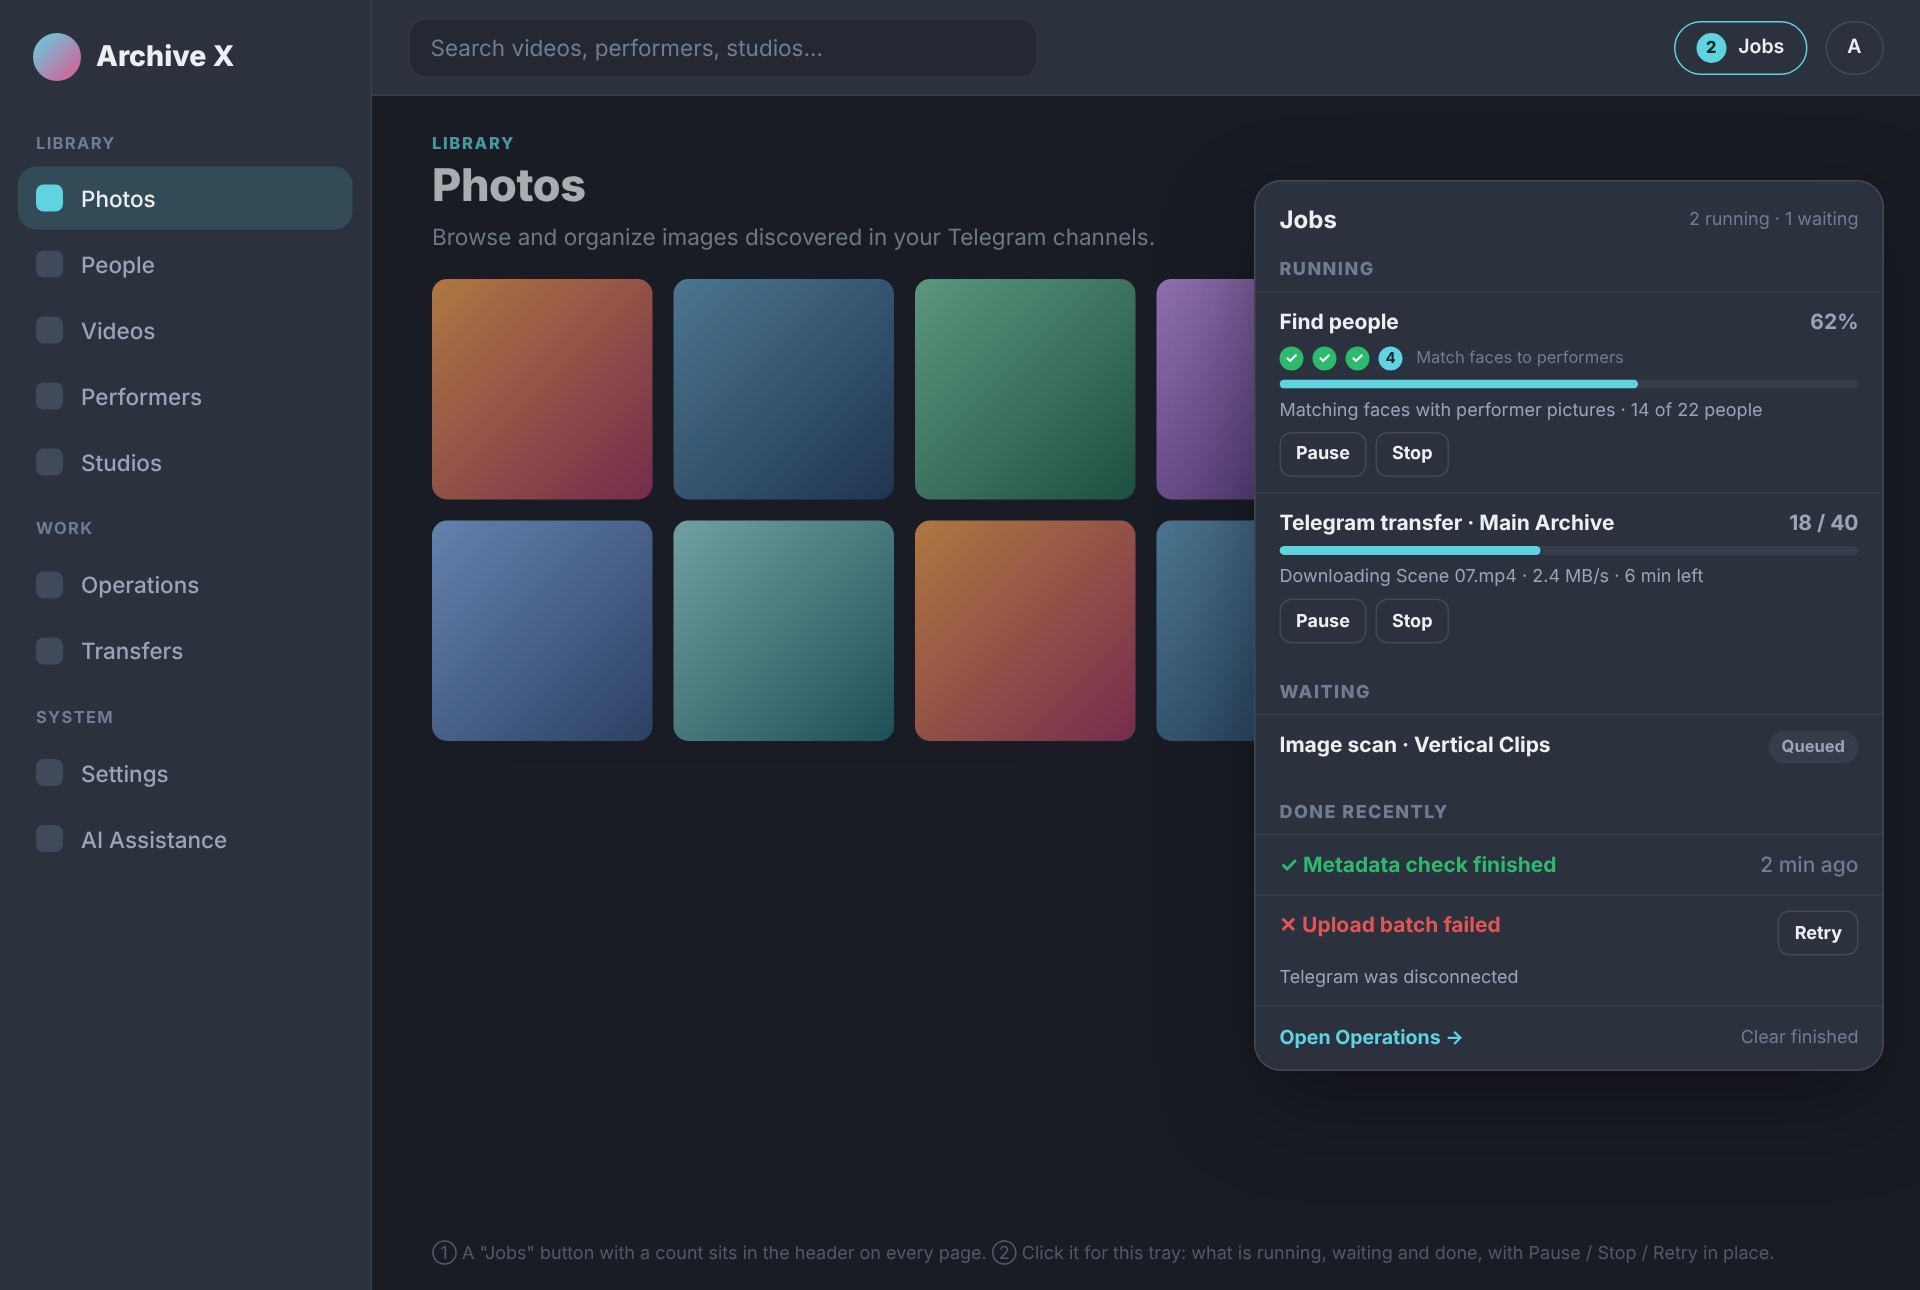 Archive X
Search videos, performers, studios...
2 Jobs
A
LIBRARY
Photos
People
Videos
Performers
Studios
WORK
Operations
Transfers
SYSTEM
Settings
AI Assistance
LIBRARY
Photos
Browse and organize images discovered in your Telegram channels.
Jobs
2 running · 1 waiting
RUNNING
Find people
62%
✓ ✓ ✓ 4 Match faces to performers
Matching faces with performer pictures · 14 of 22 people
Pause Stop
Telegram transfer · Main Archive
18 / 40
Downloading Scene 07.mp4 · 2.4 MB/s · 6 min left
Pause Stop
WAITING
Image scan · Vertical Clips
Queued
DONE RECENTLY
✓ Metadata check finished
2 min ago
✕ Upload batch failed
Retry
Telegram was disconnected
Open Operations →
Clear finished
① A "Jobs" button with a count sits in the header on every page. ② Click it for this tray: what is running, waiting and done, with Pause / Stop / Retry in place.